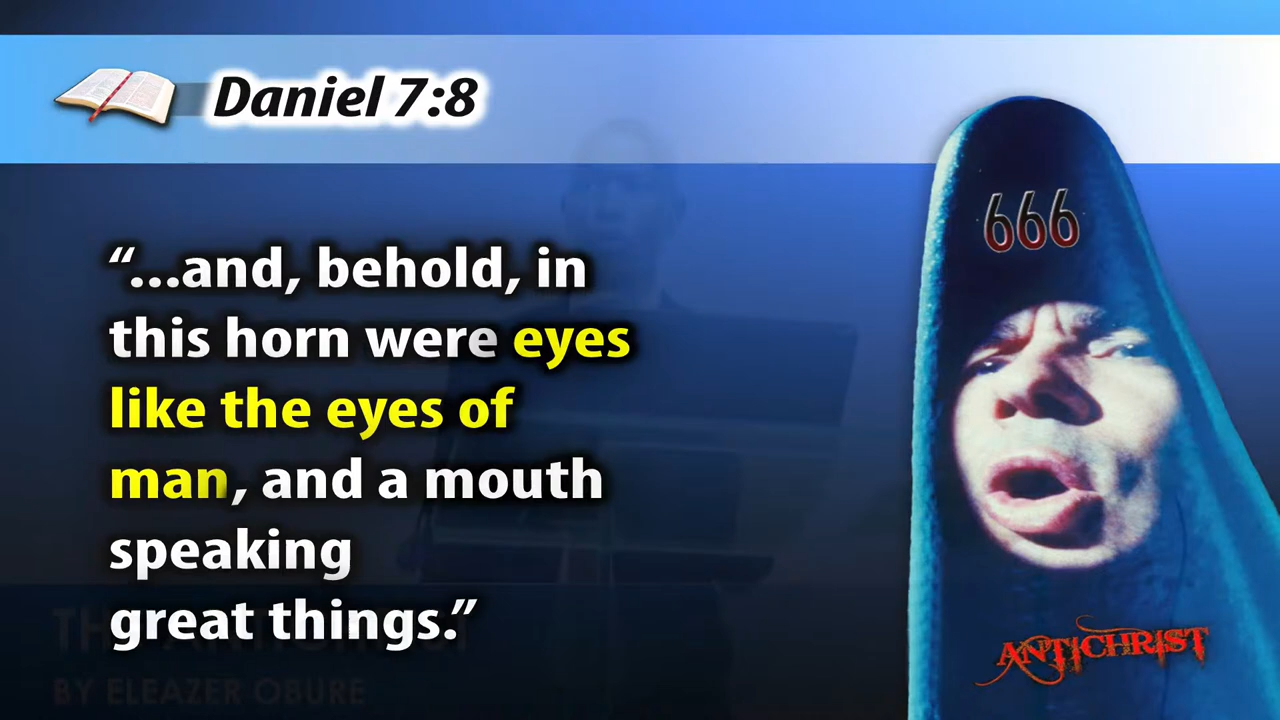 Daniel 7:8
666
“...and, behold, in
this horn were eyes
like the eyes of
man, and a mouth
speaking
great things.”
ANTICHRIST
BY ELEAZER OBURE